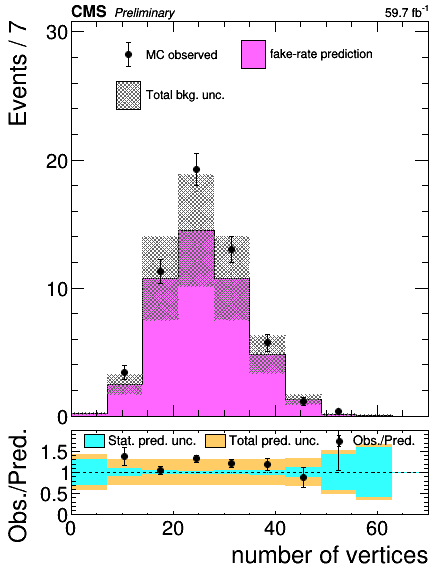 CMS Preliminary 59.7 fb⁻¹
Events / 7
30
MC observed
fake-rate prediction
Total bkg. unc.
20
10
0
Obs./Pred.
Stat. pred. unc.
Total pred. unc.
Obs./Pred.
1.5
1
0.5
0
0 20 40 60
number of vertices